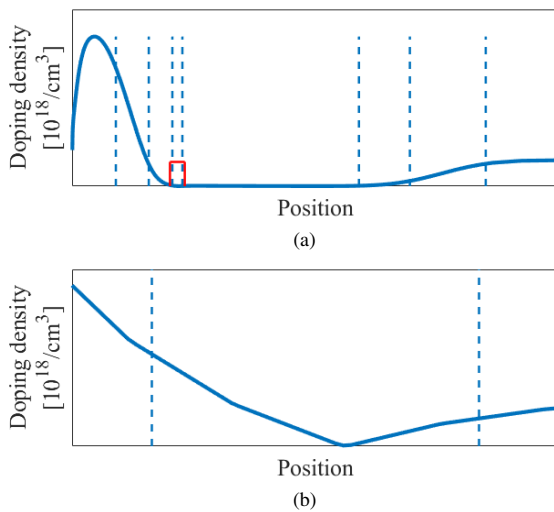 Doping density
[10^18/cm^3]
Position
(a)
Doping density
[10^18/cm^3]
Position
(b)